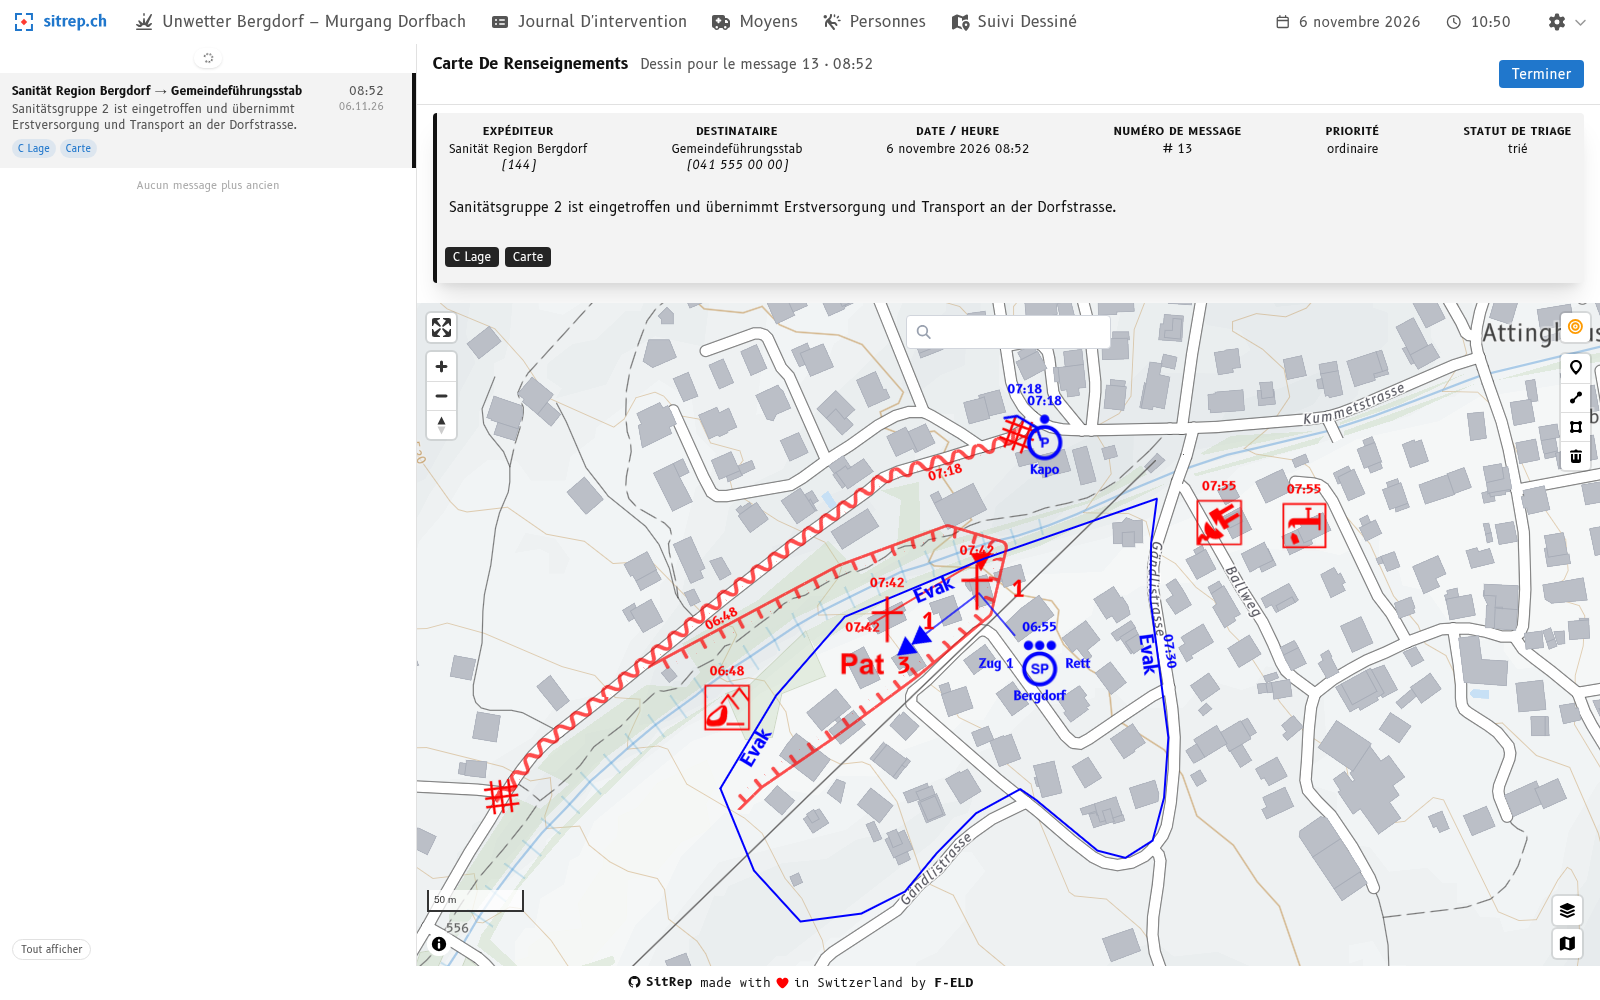 sitrep.ch
Unwetter Bergdorf – Murgang Dorfbach
Journal D'intervention
Moyens
Personnes
Suivi Dessiné
6 novembre 2026
10:50
Sanität Region Bergdorf → Gemeindeführungsstab
08:52
06.11.26
Sanitätsgruppe 2 ist eingetroffen und übernimmt
Erstversorgung und Transport an der Dorfstrasse.
C Lage
Carte
Aucun message plus ancien
Tout afficher
Carte De Renseignements
Dessin pour le message 13 · 08:52
Terminer
EXPÉDITEUR
Sanität Region Bergdorf
[144]
DESTINATAIRE
Gemeindeführungsstab
[041 555 00 00]
DATE / HEURE
6 novembre 2026 08:52
NUMÉRO DE MESSAGE
# 13
PRIORITÉ
ordinaire
STATUT DE TRIAGE
trié
Sanitätsgruppe 2 ist eingetroffen und übernimmt Erstversorgung und Transport an der Dorfstrasse.
C Lage
Carte
07:18
07:18
P
Kapo
07:18
Kummetstrasse
07:55
07:55
Gandlistrasse
Ballweg
07:42
07:42
07:42
Evak
1
1
Pat
3
06:48
06:48
06:55
Zug 1
SP
Rett
Bergdorf
Evak
07:30
Evak
Gandlistrasse
50 m
556
SitRep made with ❤ in Switzerland by F-ELD